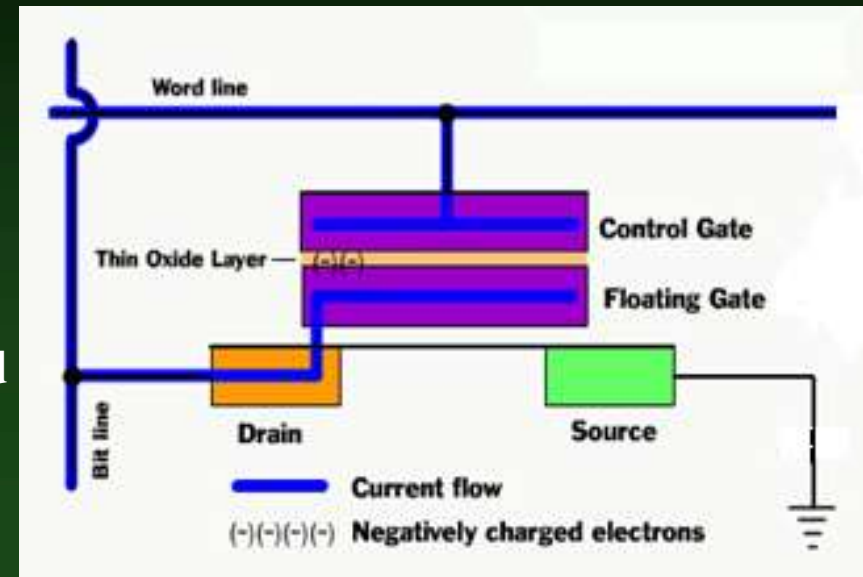 Word line
Control Gate
Thin Oxide Layer
(-)(-)
Floating Gate
Bit line
Drain
Source
Current flow
(-)(-)(-)(-) Negatively charged electrons